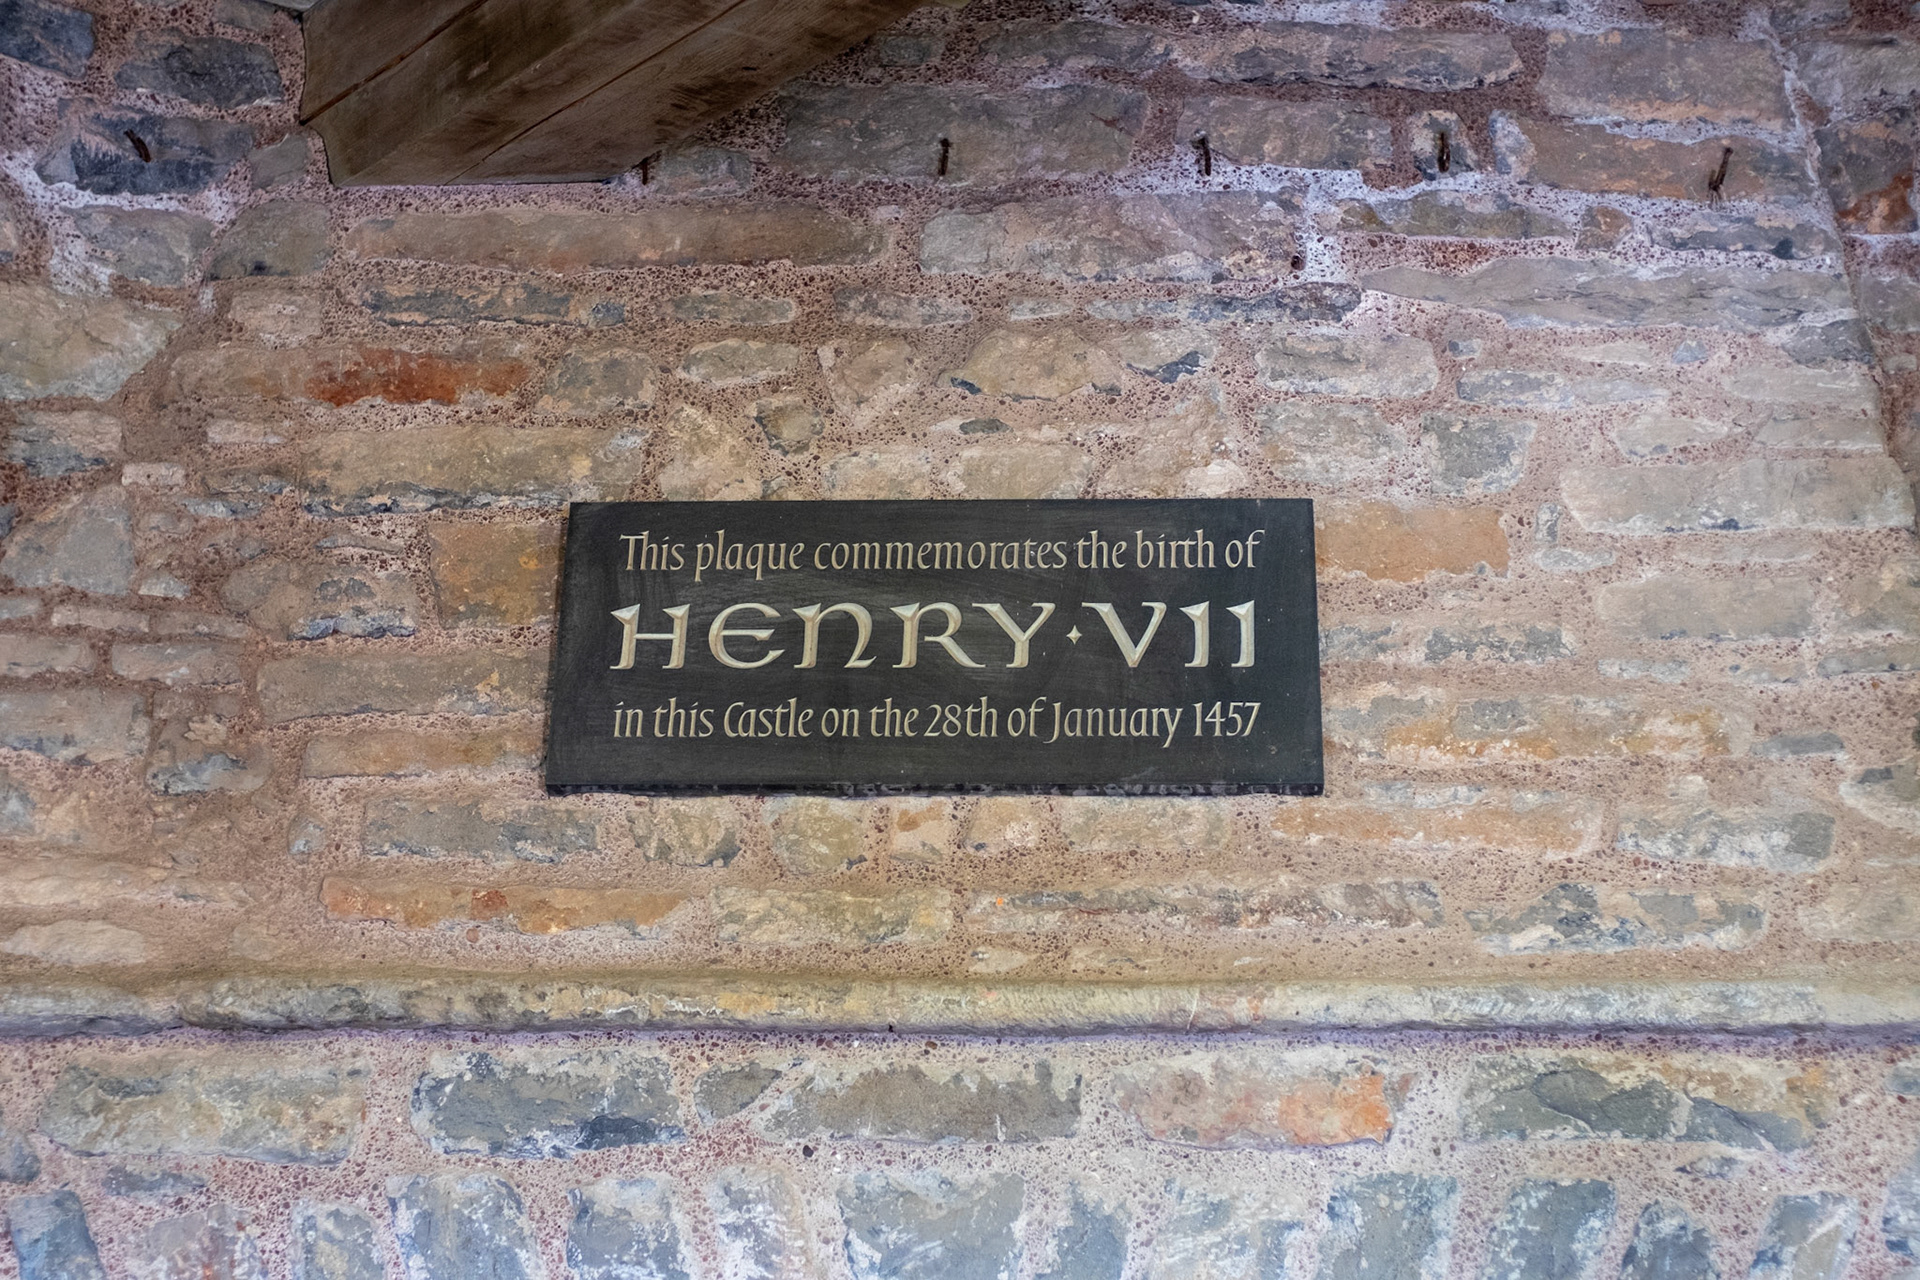 This plaque commemorates the birth of
HENRY · VII
in this Castle on the 28th of January 1457